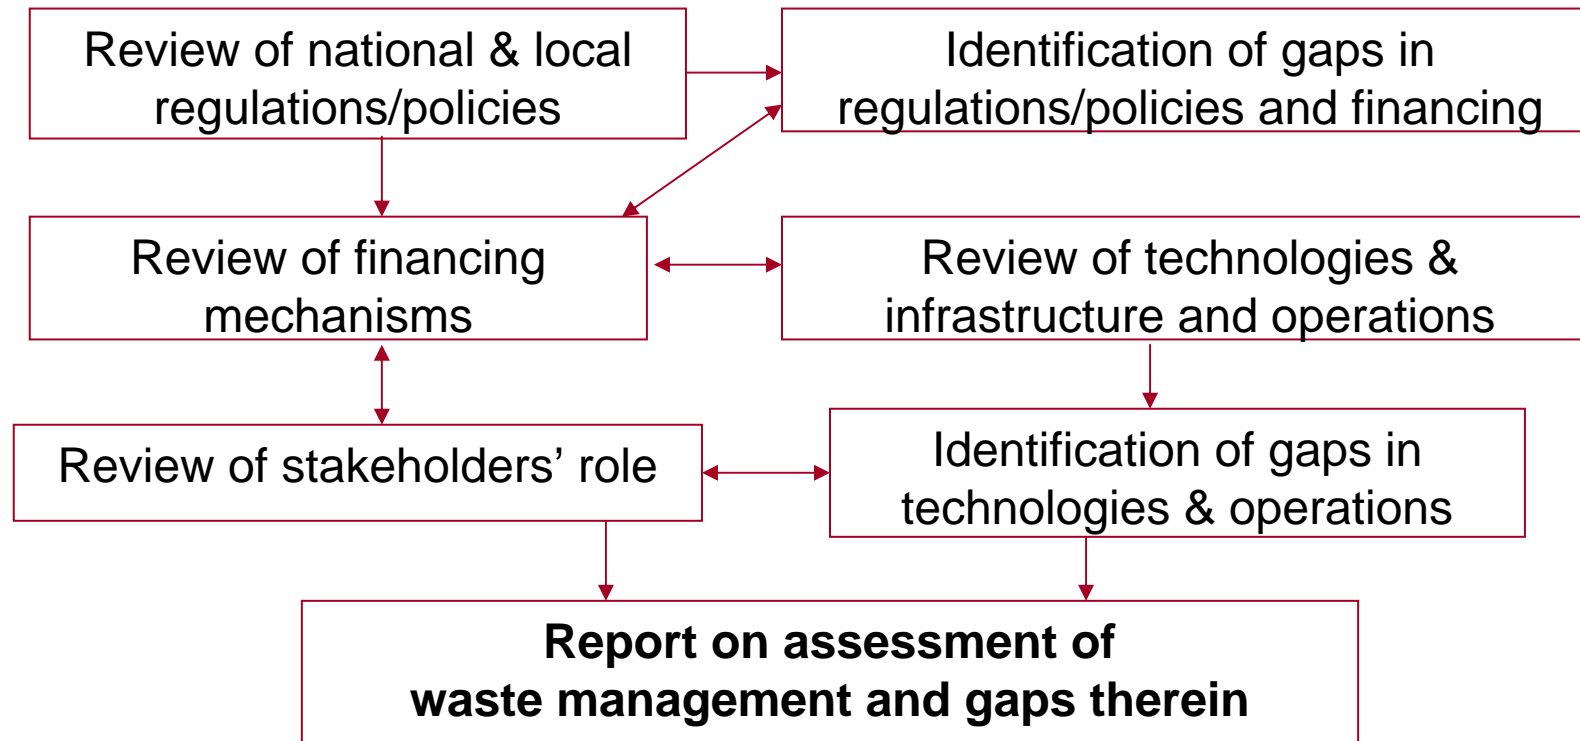 Review of national & local
regulations/policies
Identification of gaps in
regulations/policies and financing
Review of financing
mechanisms
Review of technologies &
infrastructure and operations
Review of stakeholders’ role
Identification of gaps in
technologies & operations
Report on assessment of
waste management and gaps therein